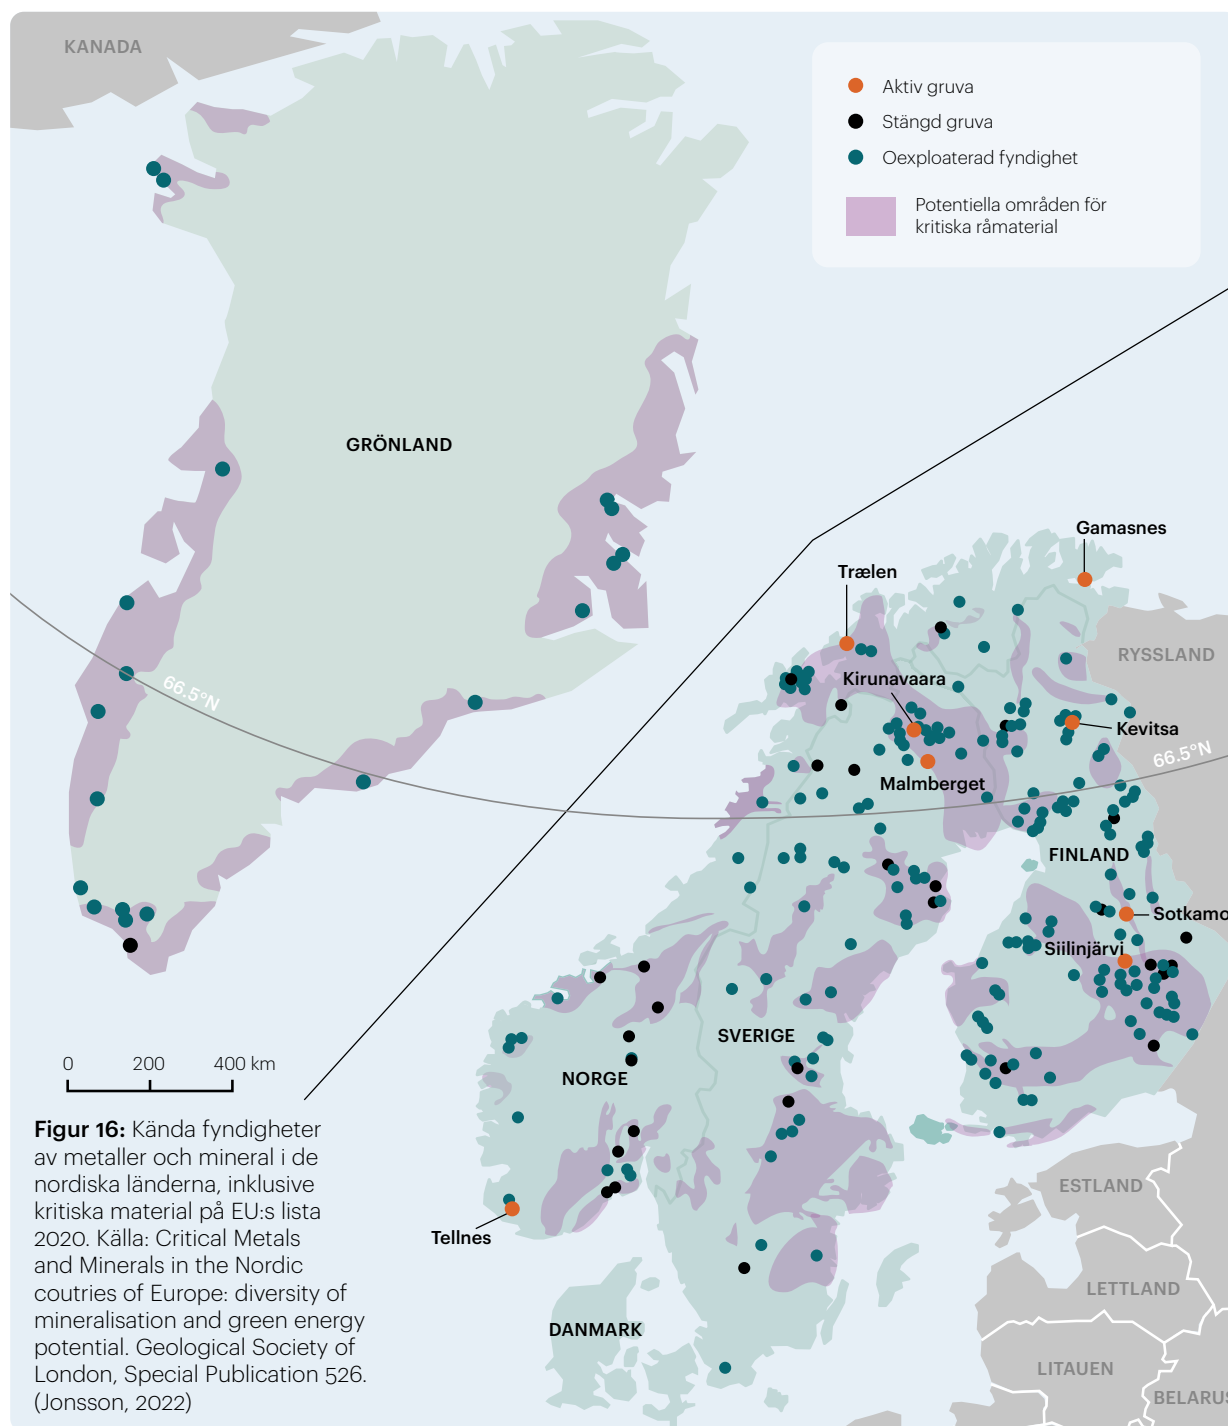 KANADA
Aktiv gruva
Stängd gruva
Oexploaterad fyndighet
Potentiella områden för
kritiska råmaterial
GRÖNLAND
Gamasnes
Trælen
RYSSLAND
Kirunavaara
66.5°N
Kevitsa
66.5°N
Malmberget
FINLAND
Sotkamo
Siilinjärvi
SVERIGE
0 200 400 km
NORGE
Figur 16: Kända fyndigheter
av metaller och mineral i de
nordiska länderna, inklusive
kritiska material på EU:s lista
2020. Källa: Critical Metals
and Minerals in the Nordic
coutries of Europe: diversity of
mineralisation and green energy
potential. Geological Society of
London, Special Publication 526.
(Jonsson, 2022)
ESTLAND
Tellnes
LETTLAND
DANMARK
LITAUEN
BELARUS